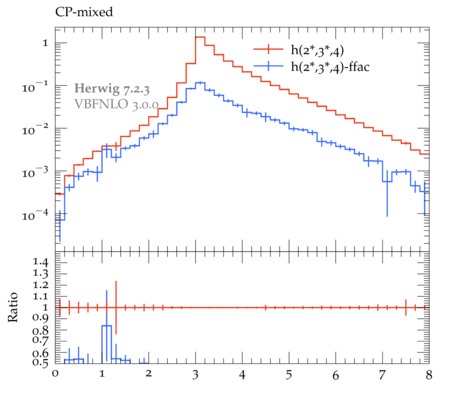 CP-mixed
1
h(2*,3*,4)
h(2*,3*,4)-ffac
10⁻¹
Herwig 7.2.3
VBFNLO 3.0.0
10⁻²
10⁻³
10⁻⁴
1.4
1.3
1.2
1.1
1
0.9
0.8
0.7
0.6
0.5
Ratio
0 1 2 3 4 5 6 7 8